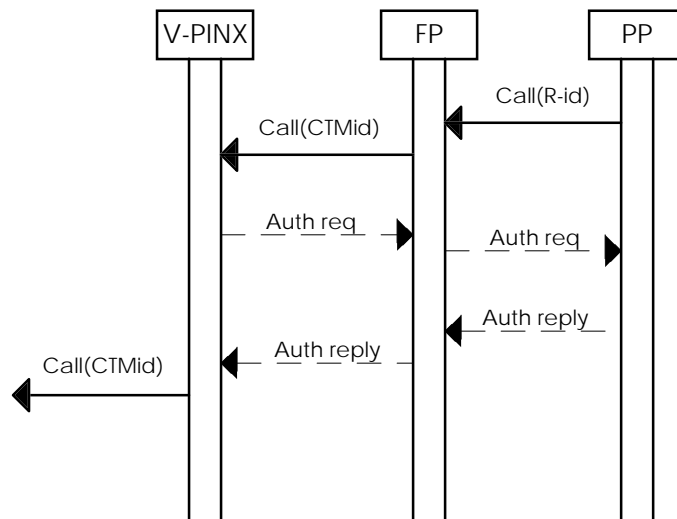 V-PINX
FP
PP
Call(R-id)
Call(CTMid)
Auth req
Auth req
Auth reply
Auth reply
Call(CTMid)